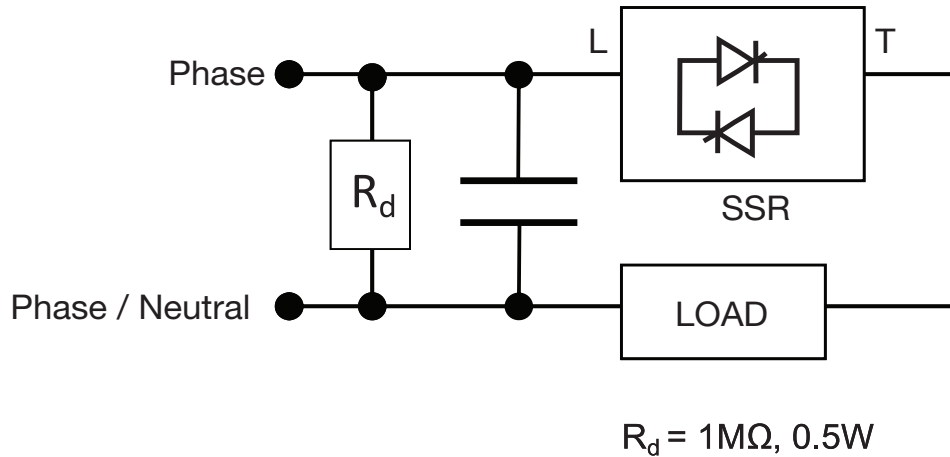 L
T
Phase
R_d
SSR
Phase / Neutral
LOAD
R_d = 1MΩ, 0.5W